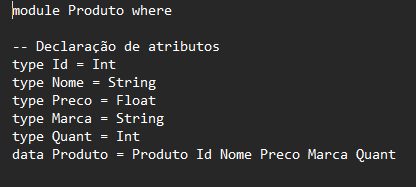 module Produto where
-- Declaração de atributos
type Id = Int
type Nome = String
type Preco = Float
type Marca = String
type Quant = Int
data Produto = Produto Id Nome Preco Marca Quant